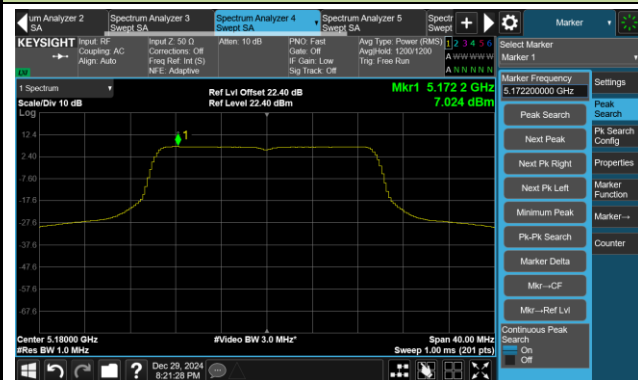 um Analyzer 2
SA
Spectrum Analyzer 3
Swept SA
Spectrum Analyzer 4
Swept SA
Spectrum Analyzer 5
Swept SA
Spectr
Swept
Marker
KEYSIGHT
Input: RF
Coupling: AC
Align: Auto
Input Z: 50 Ω
Corrections: Off
Freq Ref: Int (S)
NFE: Adaptive
Atten: 10 dB
PNO: Fast
Gate: Off
IF Gain: Low
Sig Track: Off
Avg Type: Power (RMS)
Avg|Hold: 1200/1200
Trig: Free Run
1 2 3 4 5 6
A W W W W W
A N N N N N
LVI
Select Marker
Marker 1
1 Spectrum
Scale/Div 10 dB
Log
Ref Lvl Offset 22.40 dB
Ref Level 22.40 dBm
Mkr1 5.172 2 GHz
7.024 dBm
1
12.4
2.40
-7.60
-17.6
-27.6
-37.6
-47.6
-57.6
-67.6
Center 5.18000 GHz
#Res BW 1.0 MHz
#Video BW 3.0 MHz*
Span 40.00 MHz
Sweep 1.00 ms (201 pts)
Marker Frequency
5.172200000 GHz
Peak Search
Next Peak
Next Pk Right
Next Pk Left
Minimum Peak
Pk-Pk Search
Marker Delta
Mkr→CF
Mkr→Ref Lvl
Continuous Peak
Search
On
Off
Settings
Peak
Search
Pk Search
Config
Properties
Marker
Function
Marker→
Counter
?
Dec 29, 2024
8:21:28 PM